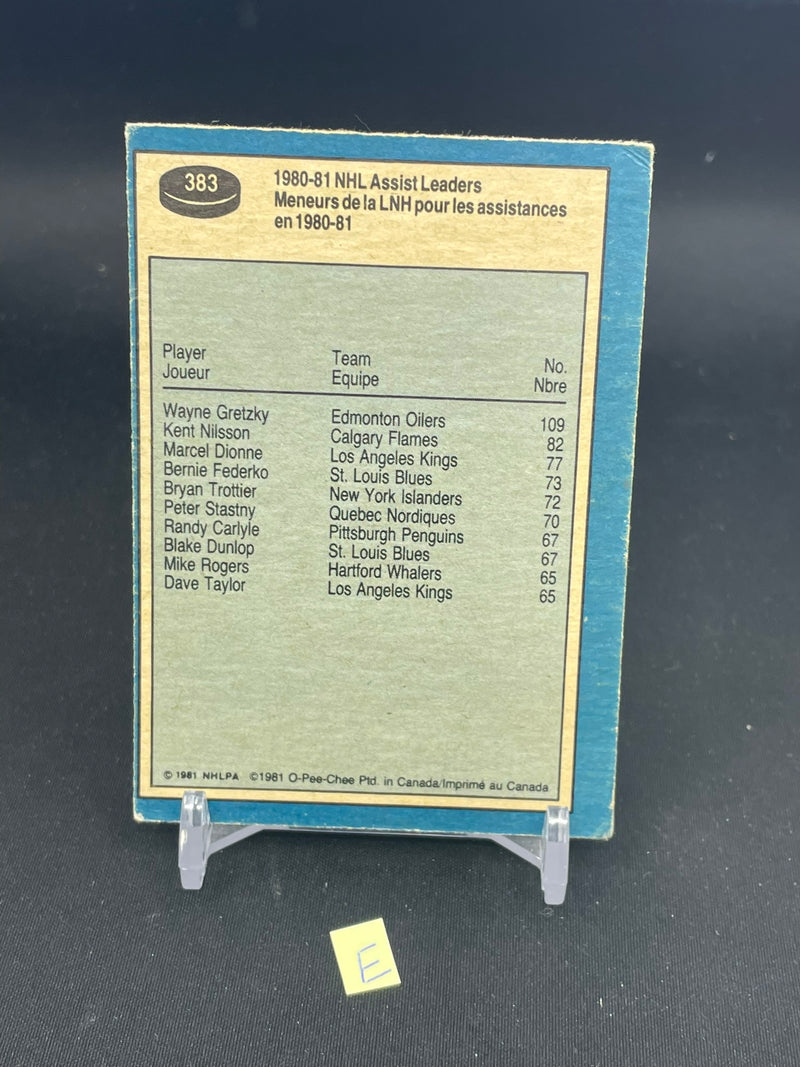 383
1980-81 NHL Assist Leaders
Meneurs de la LNH pour les assistances
en 1980-81
Player Team No.
Joueur Equipe Nbre
Wayne Gretzky Edmonton Oilers 109
Kent Nilsson Calgary Flames 82
Marcel Dionne Los Angeles Kings 77
Bernie Federko St. Louis Blues 73
Bryan Trottier New York Islanders 72
Peter Stastny Quebec Nordiques 70
Randy Carlyle Pittsburgh Penguins 67
Blake Dunlop St. Louis Blues 67
Mike Rogers Hartford Whalers 65
Dave Taylor Los Angeles Kings 65
© 1981 NHLPA ©1981 O-Pee-Chee Ptd. in Canada/Imprimé au Canada
E